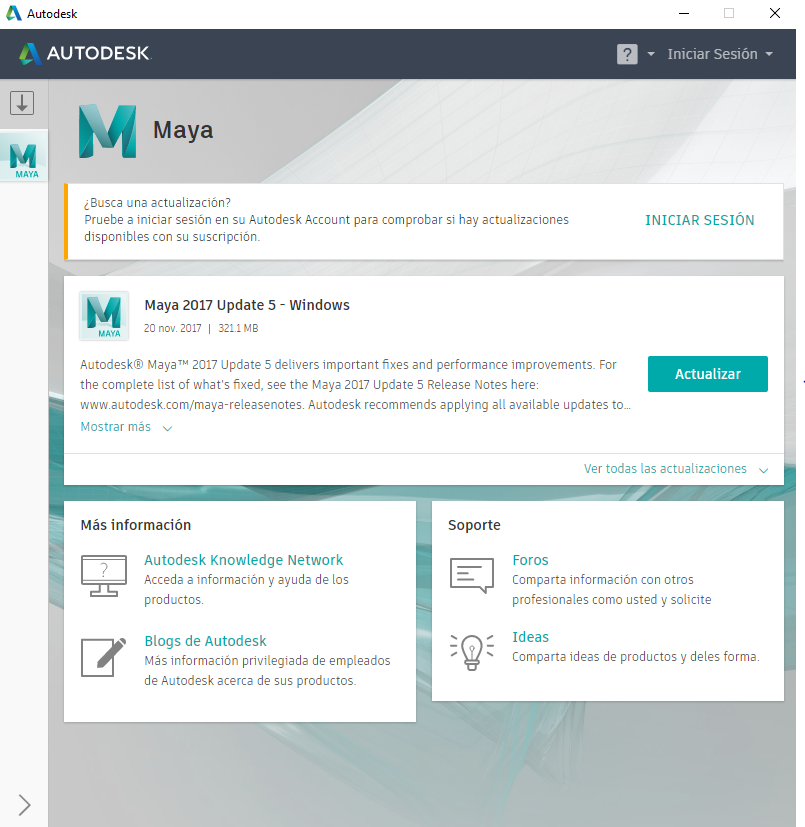 Autodesk
AUTODESK.
? Iniciar Sesión
Maya
MAYA
¿Busca una actualización?
Pruebe a iniciar sesión en su Autodesk Account para comprobar si hay actualizaciones
disponibles con su suscripción.
INICIAR SESIÓN
MAYA
Maya 2017 Update 5 - Windows
20 nov. 2017 | 321.1 MB
Autodesk® Maya™ 2017 Update 5 delivers important fixes and performance improvements. For
the complete list of what's fixed, see the Maya 2017 Update 5 Release Notes here:
www.autodesk.com/maya-releasenotes. Autodesk recommends applying all available updates to...
Mostrar más
Actualizar
Ver todas las actualizaciones
Más información
?
Autodesk Knowledge Network
Acceda a información y ayuda de los
productos.
Blogs de Autodesk
Más información privilegiada de empleados
de Autodesk acerca de sus productos.
Soporte
Foros
Comparta información con otros
profesionales como usted y solicite
Ideas
Comparta ideas de productos y deles forma.